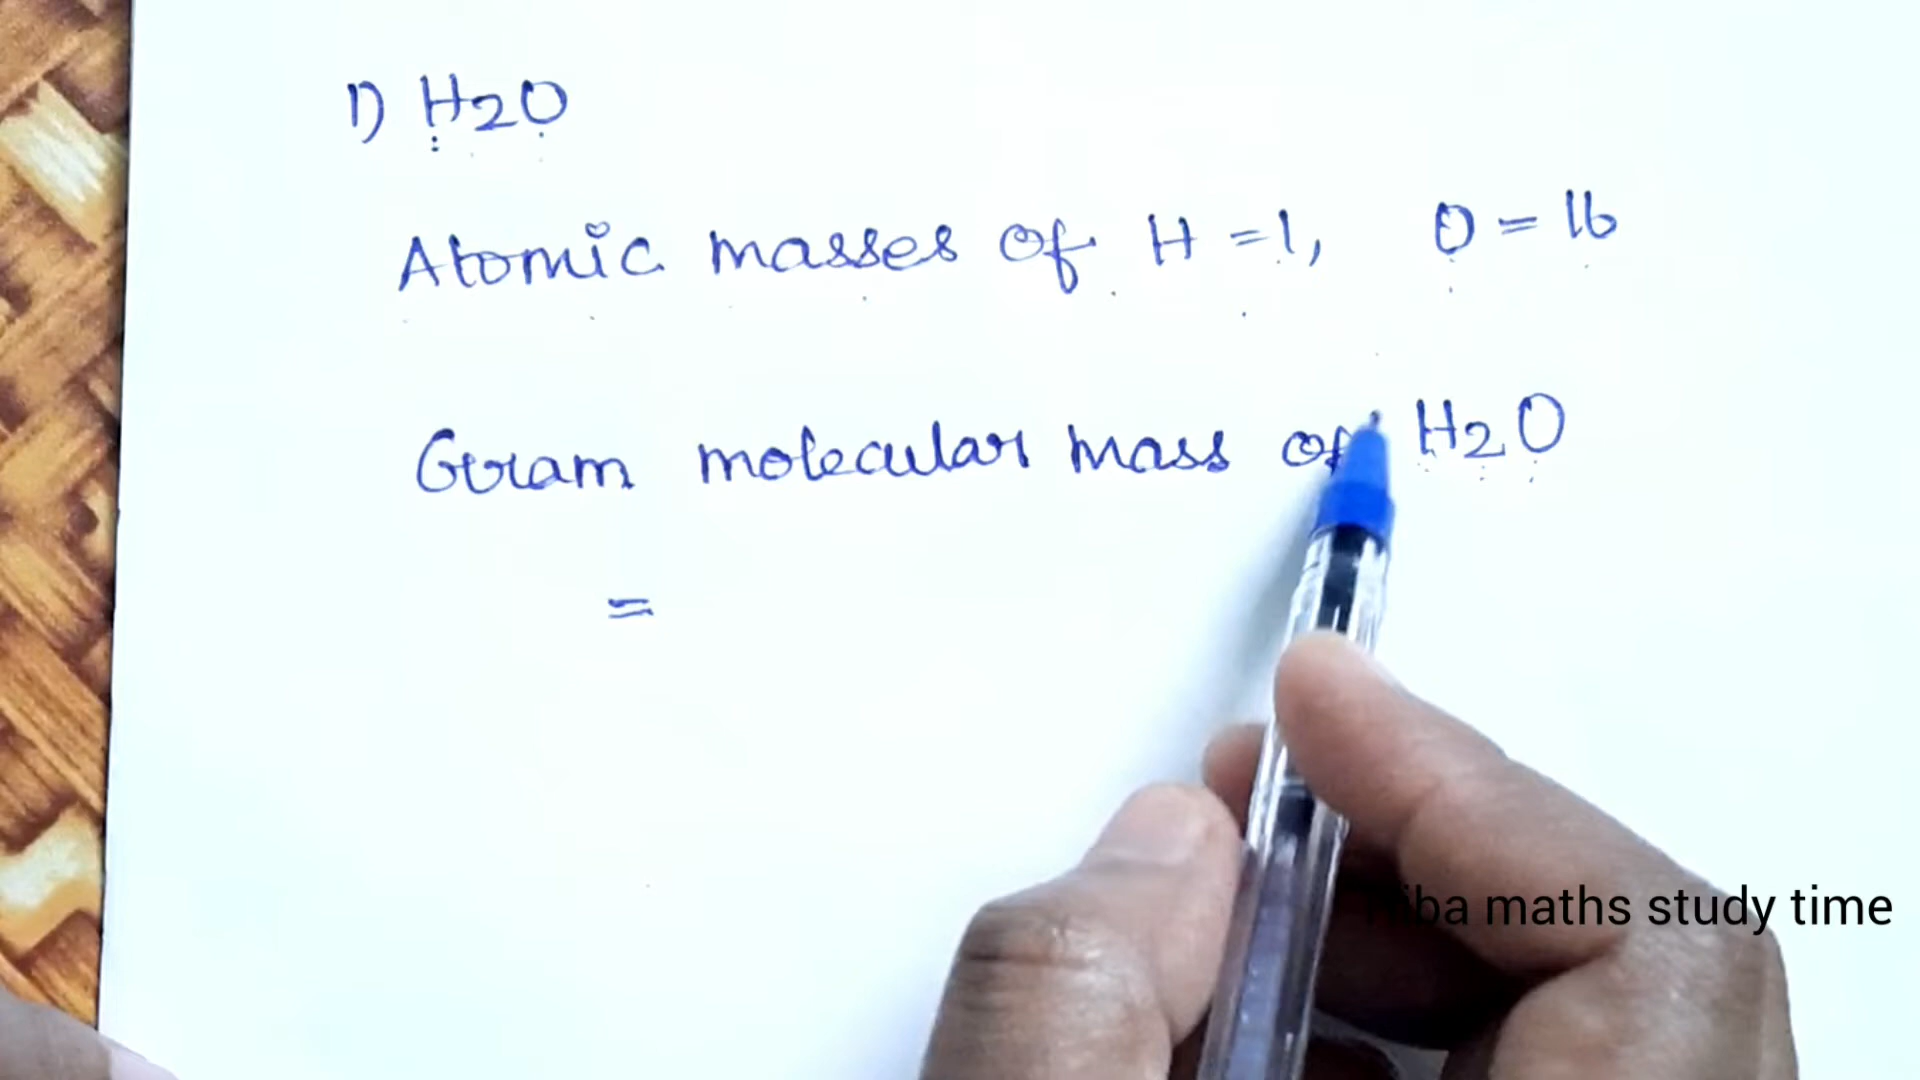 1) H2O
Atomic masses of H = 1, O = 16
Gram molecular mass of H2O
=
maths study time